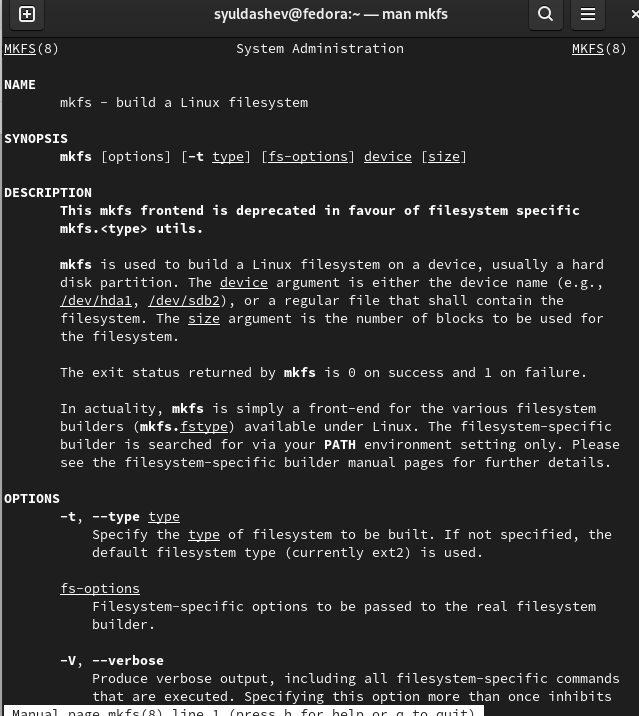 syuldashev@fedora:~ — man mkfs
MKFS(8) System Administration MKFS(8)
NAME
mkfs - build a Linux filesystem
SYNOPSIS
mkfs [options] [-t type] [fs-options] device [size]
DESCRIPTION
This mkfs frontend is deprecated in favour of filesystem specific
mkfs.<type> utils.
mkfs is used to build a Linux filesystem on a device, usually a hard
disk partition. The device argument is either the device name (e.g.,
/dev/hda1, /dev/sdb2), or a regular file that shall contain the
filesystem. The size argument is the number of blocks to be used for
the filesystem.
The exit status returned by mkfs is 0 on success and 1 on failure.
In actuality, mkfs is simply a front-end for the various filesystem
builders (mkfs.fstype) available under Linux. The filesystem-specific
builder is searched for via your PATH environment setting only. Please
see the filesystem-specific builder manual pages for further details.
OPTIONS
-t, --type type
Specify the type of filesystem to be built. If not specified, the
default filesystem type (currently ext2) is used.
fs-options
Filesystem-specific options to be passed to the real filesystem
builder.
-V, --verbose
Produce verbose output, including all filesystem-specific commands
that are executed. Specifying this option more than once inhibits
Manual page mkfs(8) line 1 (press h for help or q to quit)